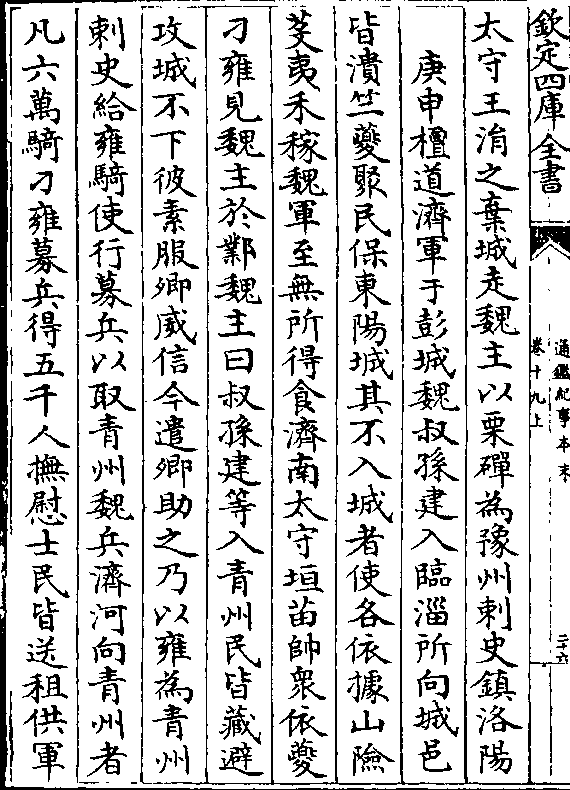 欽定四庫全書
通鑑紀事本末
卷十九上
二十六
太守王涓之棄城走魏主以栗磾為豫州刺史鎮洛陽
庚申檀道濟軍于彭城魏叔孫建入臨淄所向城邑
皆潰竺夔聚民保東陽城其不入城者使各依據山險
芟夷禾稼魏軍至無所得食濟南太守垣苗帥衆依夔
刁雍見魏主於鄴魏主曰叔孫建等入青州民皆藏避
攻城不下彼素服卿威信今遣卿助之乃以雍為青州
刺史給雍騎使行募兵以取青州魏兵濟河向青州者
凡六萬騎刁雍募兵得五千人撫慰士民皆送租供軍